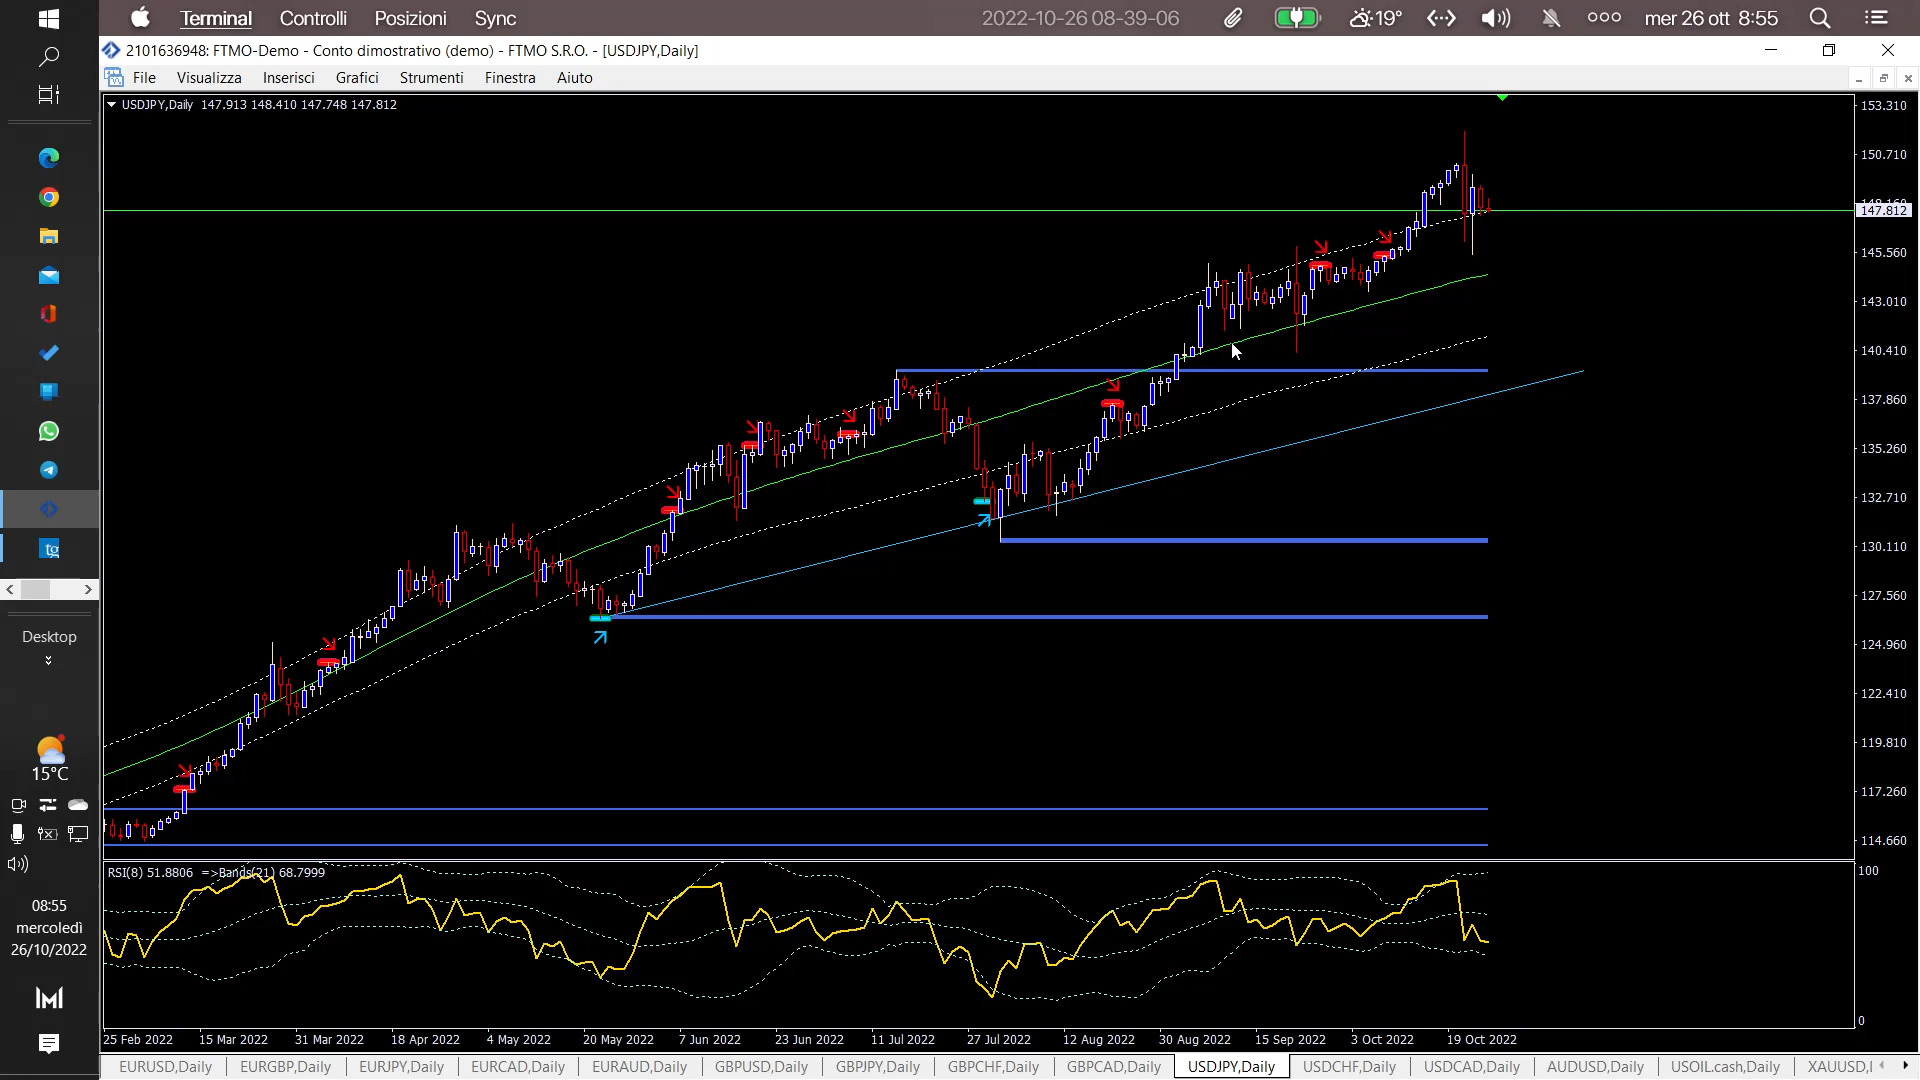 Terminal Controlli Posizioni Sync 2022-10-26 08-39-06 19° mer 26 ott 8:55
2101636948: FTMO-Demo - Conto dimostrativo (demo) - FTMO S.R.O. - [USDJPY,Daily]
File Visualizza Inserisci Grafici Strumenti Finestra Aiuto
USDJPY,Daily 147.913 148.410 147.748 147.812
153.310
150.710
147.812
145.560
143.010
140.410
137.860
135.260
132.710
130.110
127.560
124.960
122.410
119.810
117.260
114.660
tg
Desktop
15°C
08:55
mercoledì
26/10/2022
RSI(8) 51.8806 =>Bands(21) 68.7999
100
0
25 Feb 2022 15 Mar 2022 31 Mar 2022 18 Apr 2022 4 May 2022 20 May 2022 7 Jun 2022 23 Jun 2022 11 Jul 2022 27 Jul 2022 12 Aug 2022 30 Aug 2022 15 Sep 2022 3 Oct 2022 19 Oct 2022
EURUSD,Daily EURGBP,Daily EURJPY,Daily EURCAD,Daily EURAUD,Daily GBPUSD,Daily GBPJPY,Daily GBPCHF,Daily GBPCAD,Daily USDJPY,Daily USDCHF,Daily USDCAD,Daily AUDUSD,Daily USOIL.cash,Daily XAUUSD,